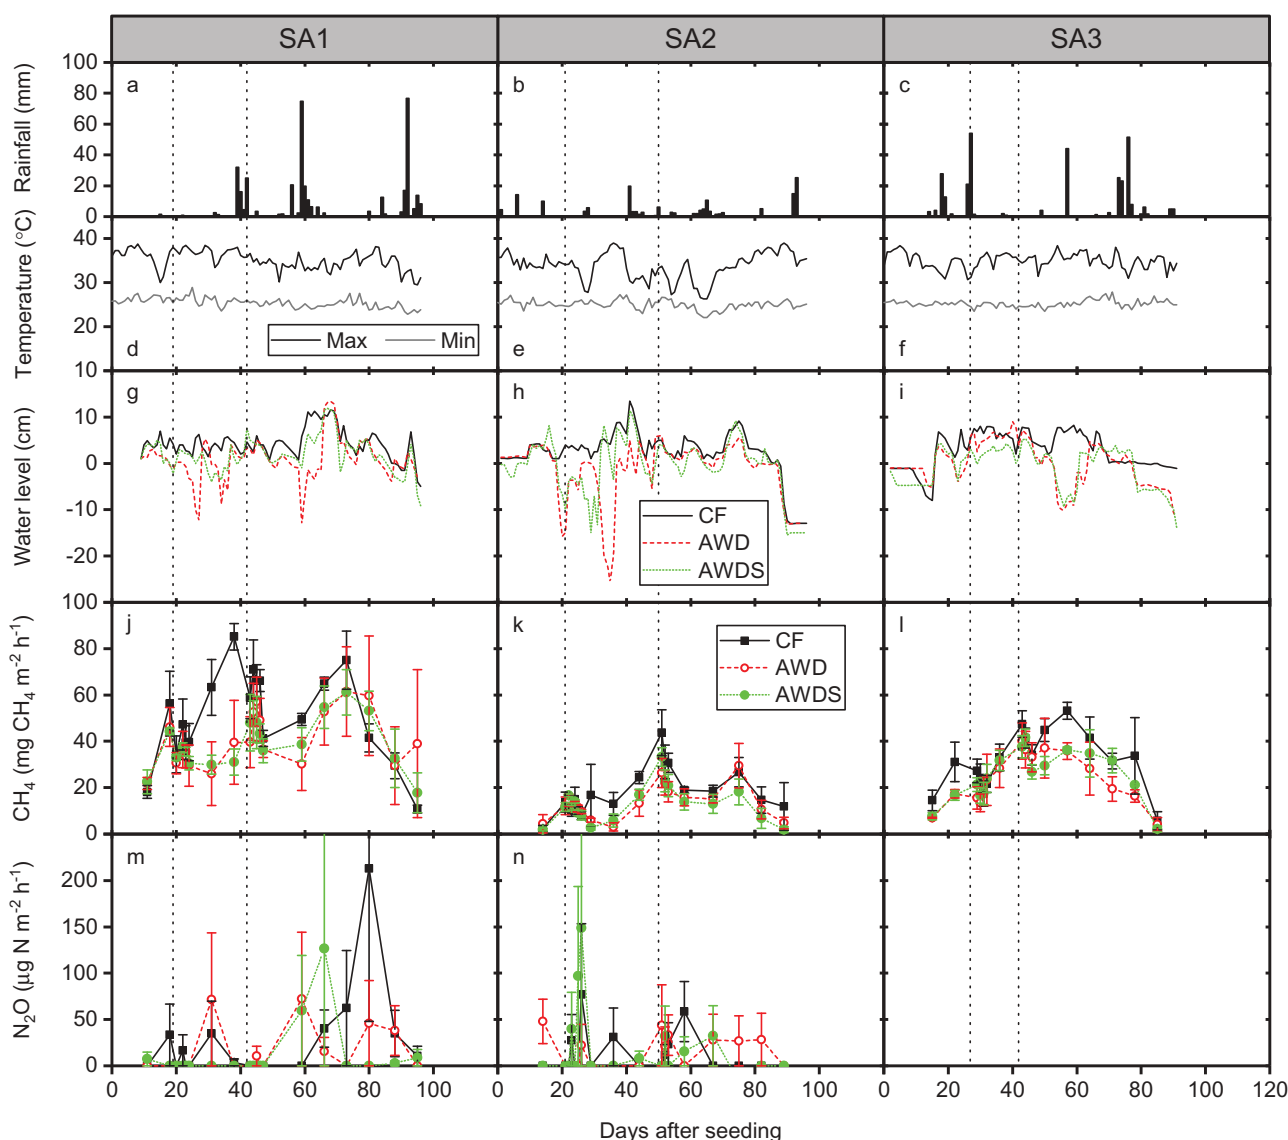 SA1 SA2 SA3
Rainfall (mm)
100
80
60
40
20
0
a b c
Temperature (°C)
40
30
20
10
d e f
Max Min
Water level (cm)
10
0
-10
-20
g h i
CF
AWD
AWDS
CH4 (mg CH4 m-2 h-1)
100
80
60
40
20
0
j k l
CF
AWD
AWDS
N2O (µg N m-2 h-1)
200
150
100
50
0
m n
0 20 40 60 80 100 0 20 40 60 80 100 0 20 40 60 80 100 120
Days after seeding